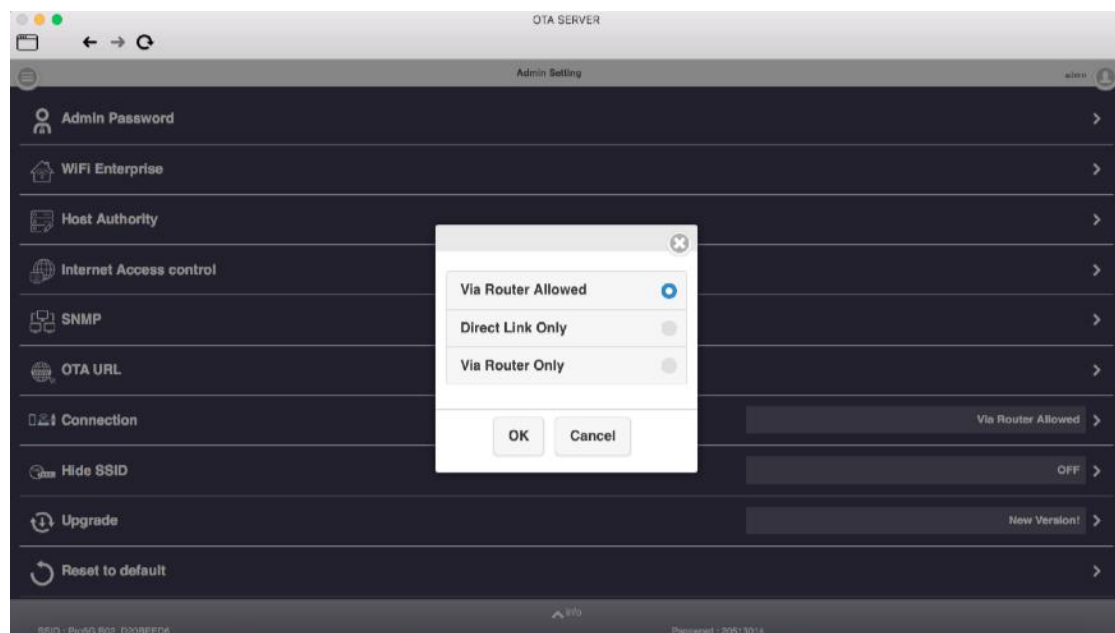 OTA SERVER
Admin Setting
admin
Admin Password
WiFi Enterprise
Host Authority
Internet Access control
SNMP
OTA URL
Connection
Via Router Allowed
Hide SSID
OFF
Upgrade
New Version!
Reset to default
Via Router Allowed
Direct Link Only
Via Router Only
OK
Cancel
Info
SSID :
Password :